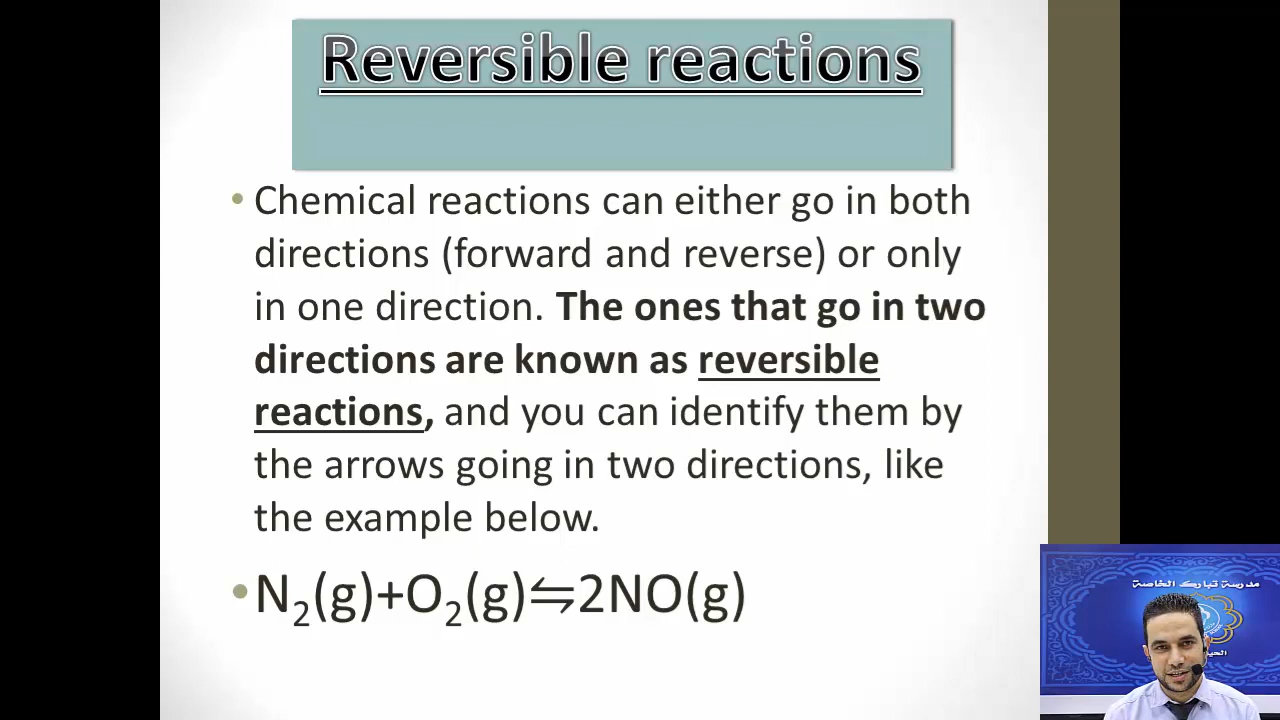 Reversible reactions
• Chemical reactions can either go in both
directions (forward and reverse) or only
in one direction. The ones that go in two
directions are known as reversible
reactions, and you can identify them by
the arrows going in two directions, like
the example below.
• N₂(g)+O₂(g)⇋2NO(g)
مدرسة تبارك الخاصة